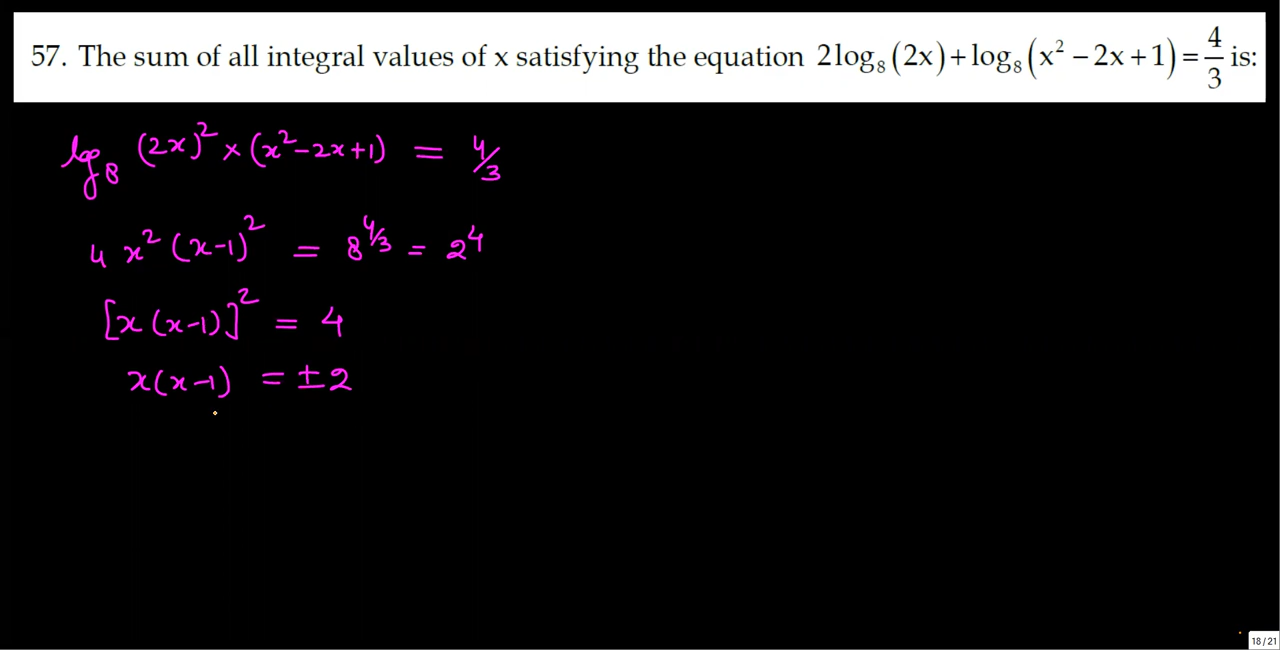 57. The sum of all integral values of x satisfying the equation 2log₈(2x)+log₈(x²−2x+1)=4/3 is:
log₈ (2x)² × (x²−2x+1) = 4/3
4 x² (x−1)² = 8^4/3 = 2⁴
[x(x−1)]² = 4
x(x−1) = ±2
18/21